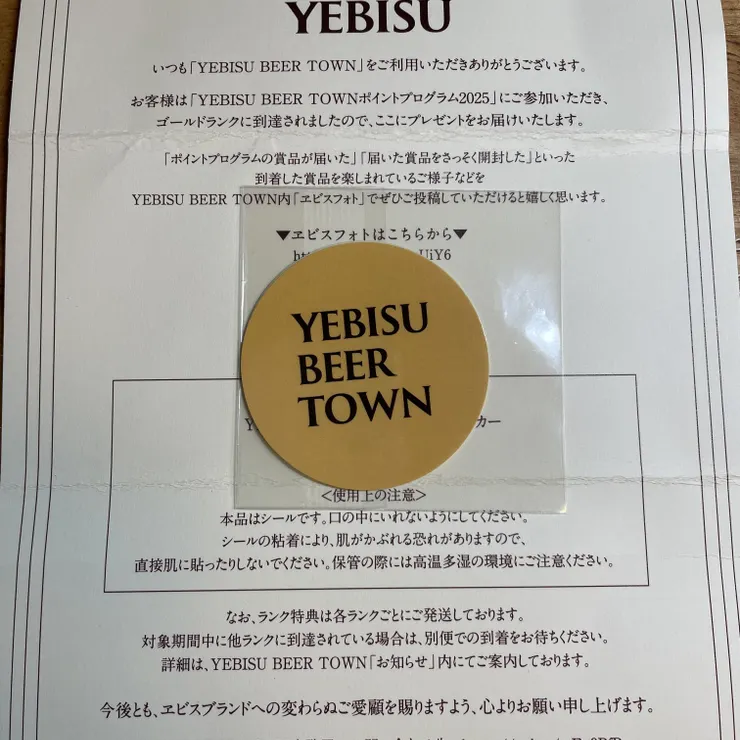 YEBISU
いつも「YEBISU BEER TOWN」をご利用いただきありがとうございます。
お客様は「YEBISU BEER TOWNポイントプログラム2025」にご参加いただき、
ゴールドランクに到達されましたので、ここにプレゼントをお届けいたします。
「ポイントプログラムの賞品が届いた」「届いた賞品をさっそく開封した」といった
到着した賞品を楽しまれているご様子などを
YEBISU BEER TOWN内「ヱビスフォト」でぜひご投稿していただけると嬉しく思います。
▼ヱビスフォトはこちらから▼
UiY6
YEBISU
BEER
TOWN
カー
<使用上の注意>
本品はシールです。口の中にいれないようにしてください。
シールの粘着により、肌がかぶれる恐れがありますので、
直接肌に貼ったりしないでください。保管の際には高温多湿の環境にご注意ください。
なお、ランク特典は各ランクごとにご発送しております。
対象期間中に他ランクに到達されている場合は、別便での到着をお待ちください。
詳細は、YEBISU BEER TOWN「お知らせ」内にてご案内しております。
今後とも、ヱビスブランドへの変わらぬご愛顧を賜りますよう、心よりお願い申し上げます。